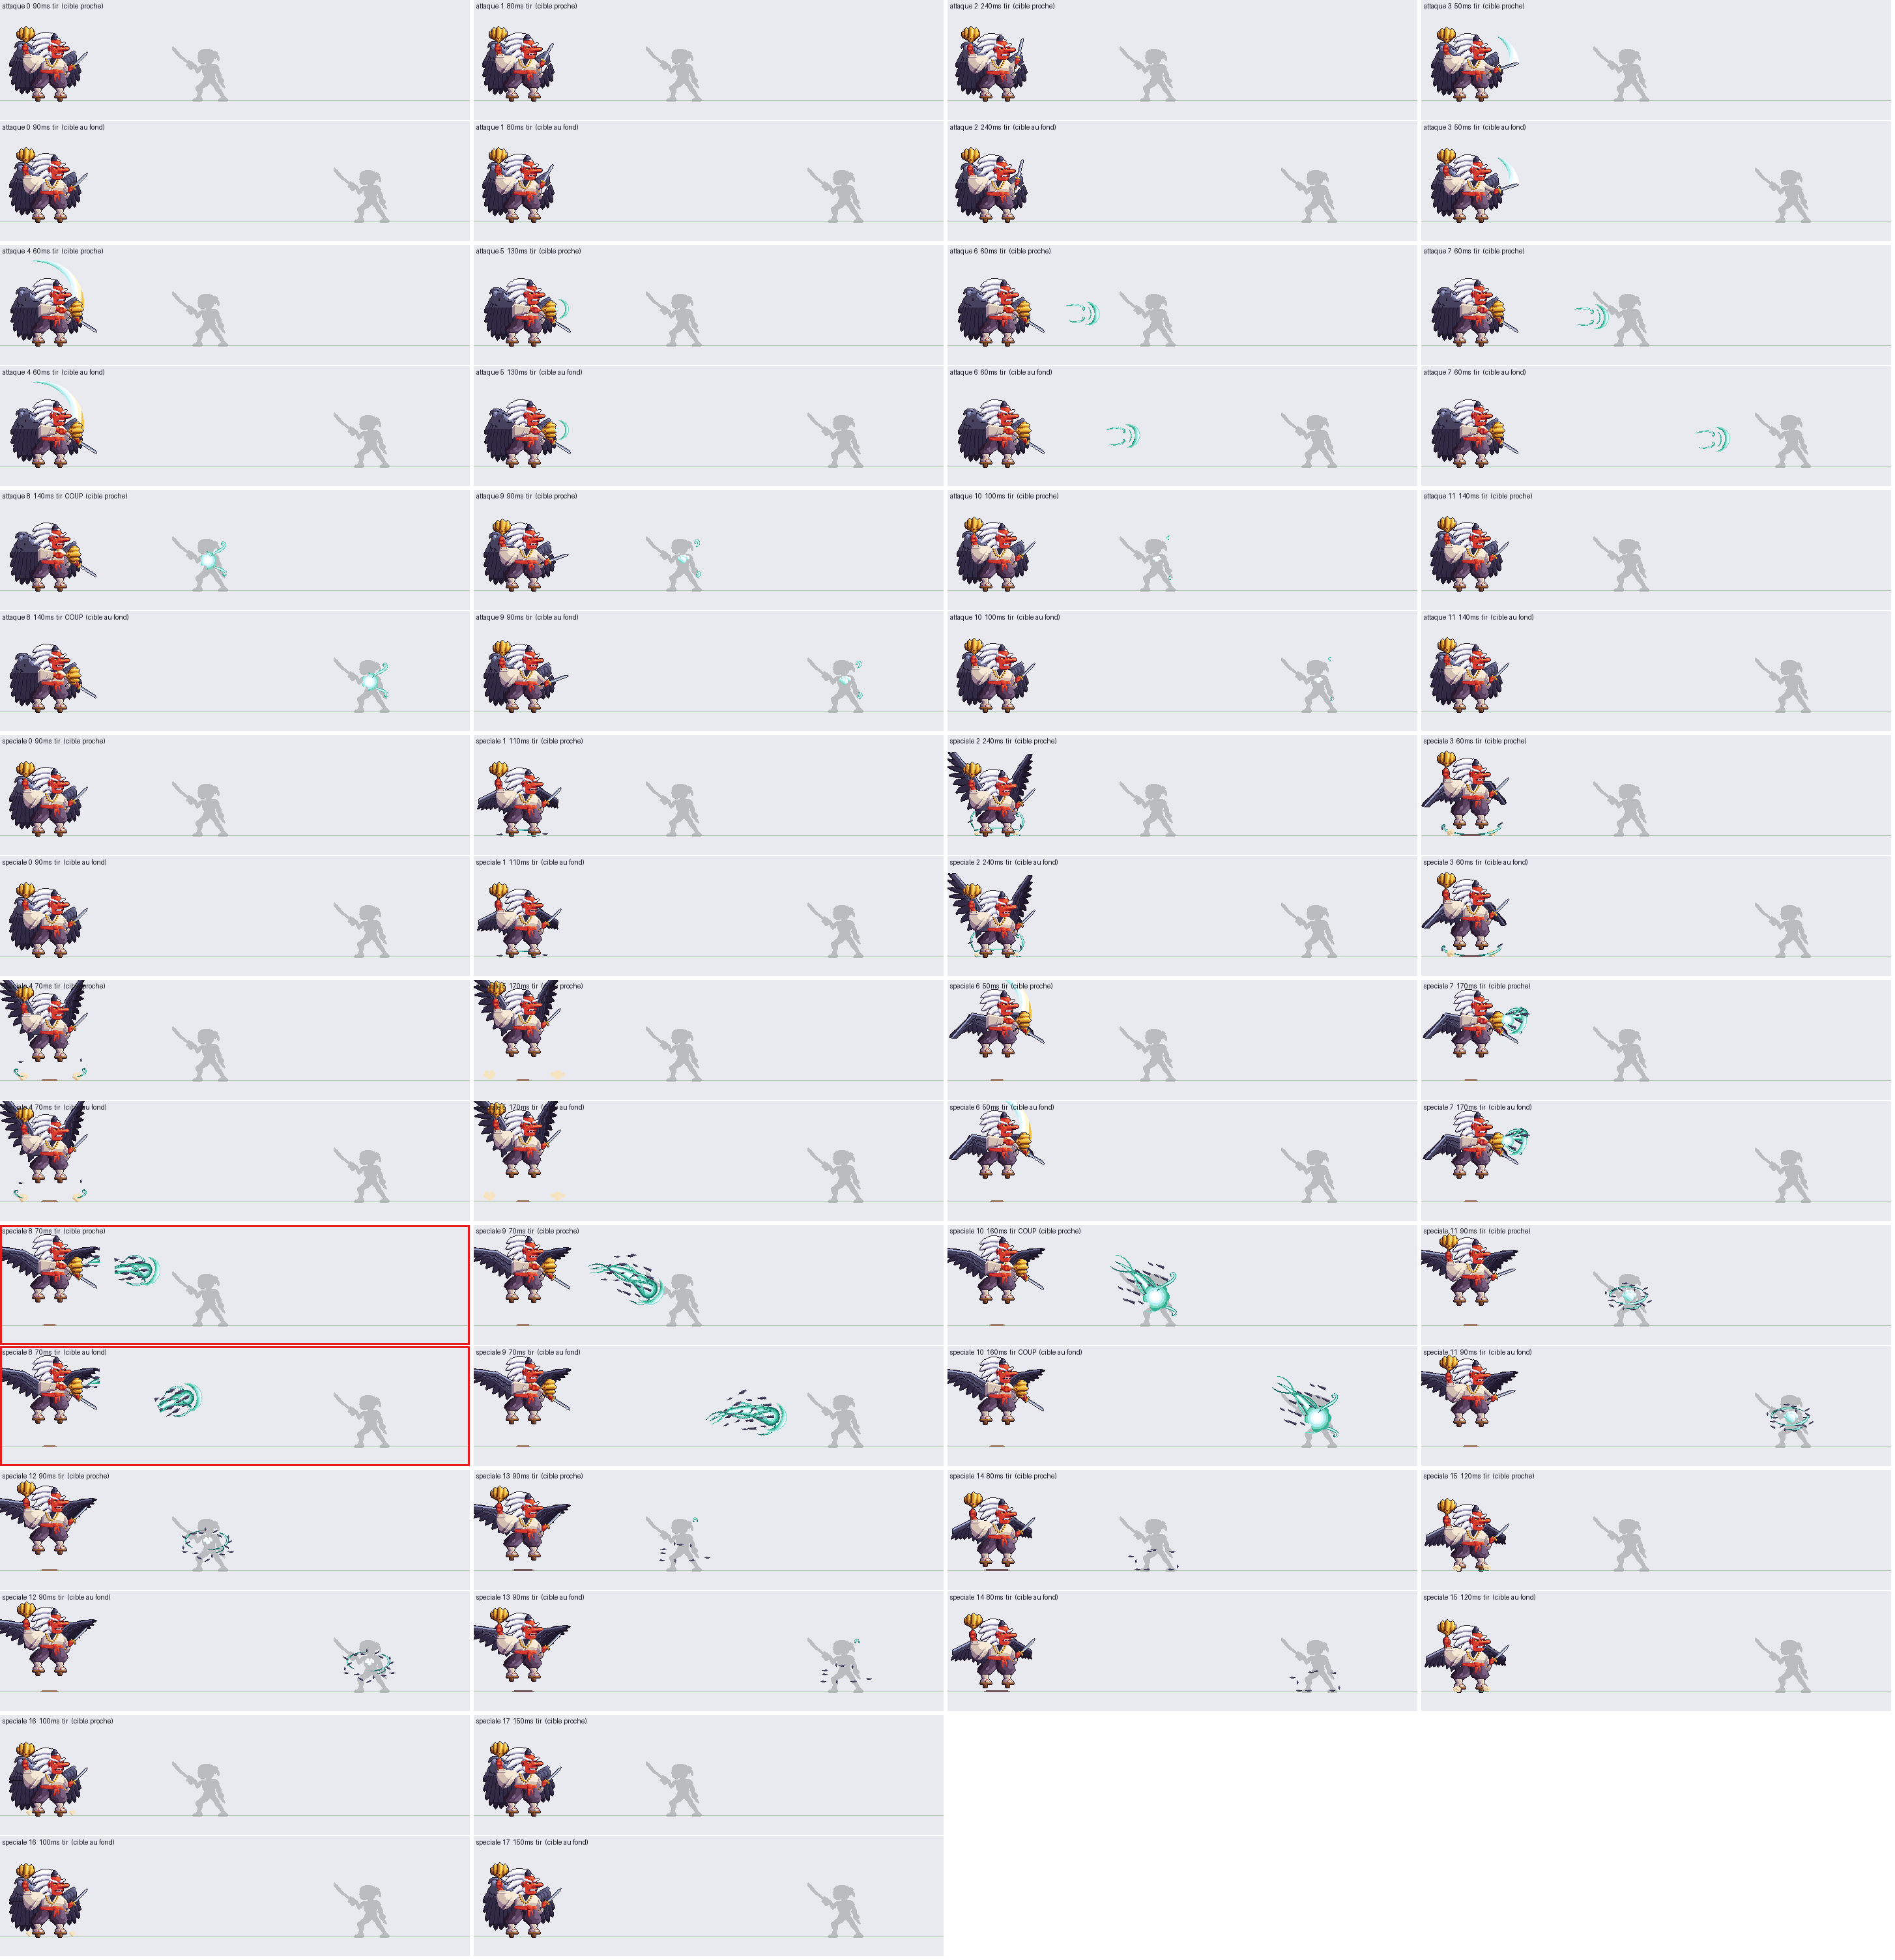 attaque 0 90ms tir (cible proche)
attaque 1 80ms tir (cible proche)
attaque 2 240ms tir (cible proche)
attaque 3 50ms tir (cible proche)
attaque 0 90ms tir (cible au fond)
attaque 1 80ms tir (cible au fond)
attaque 2 240ms tir (cible au fond)
attaque 3 50ms tir (cible au fond)
attaque 4 60ms tir (cible proche)
attaque 5 130ms tir (cible proche)
attaque 6 60ms tir (cible proche)
attaque 7 60ms tir (cible proche)
attaque 4 60ms tir (cible au fond)
attaque 5 130ms tir (cible au fond)
attaque 6 60ms tir (cible au fond)
attaque 7 60ms tir (cible au fond)
attaque 8 140ms tir COUP (cible proche)
attaque 9 90ms tir (cible proche)
attaque 10 100ms tir (cible proche)
attaque 11 140ms tir (cible proche)
attaque 8 140ms tir COUP (cible au fond)
attaque 9 90ms tir (cible au fond)
attaque 10 100ms tir (cible au fond)
attaque 11 140ms tir (cible au fond)
speciale 0 90ms tir (cible proche)
speciale 1 110ms tir (cible proche)
speciale 2 240ms tir (cible proche)
speciale 3 60ms tir (cible proche)
speciale 0 90ms tir (cible au fond)
speciale 1 110ms tir (cible au fond)
speciale 2 240ms tir (cible au fond)
speciale 3 60ms tir (cible au fond)
4 70ms tir proche)
170ms tir proche)
speciale 6 50ms tir (cible proche)
speciale 7 170ms tir (cible proche)
4 70ms tir fond)
170ms tir au fond)
speciale 6 50ms tir (cible au fond)
speciale 7 170ms tir (cible au fond)
speciale 8 70ms tir (cible proche)
speciale 9 70ms tir (cible proche)
speciale 10 160ms tir COUP (cible proche)
speciale 11 90ms tir (cible proche)
speciale 8 70ms tir (cible au fond)
speciale 9 70ms tir (cible au fond)
speciale 10 160ms tir COUP (cible au fond)
speciale 11 90ms tir (cible au fond)
speciale 12 90ms tir (cible proche)
speciale 13 90ms tir (cible proche)
speciale 14 80ms tir (cible proche)
speciale 15 120ms tir (cible proche)
speciale 12 90ms tir (cible au fond)
speciale 13 90ms tir (cible au fond)
speciale 14 80ms tir (cible au fond)
speciale 15 120ms tir (cible au fond)
speciale 16 100ms tir (cible proche)
speciale 17 150ms tir (cible proche)
speciale 16 100ms tir (cible au fond)
speciale 17 150ms tir (cible au fond)